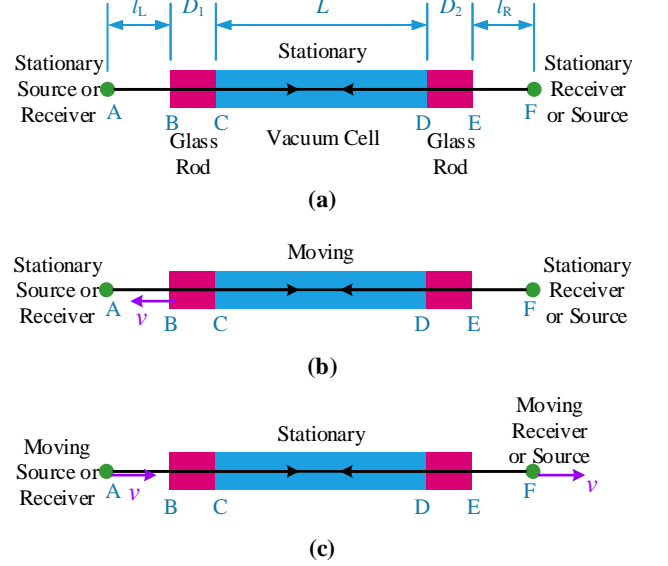 l_L D_1 L D_2 l_R
Stationary
Source or
Receiver
Stationary
Stationary
Receiver
or Source
A B C D E F
Glass
Rod
Vacuum Cell
Glass
Rod
(a)
Stationary
Source or
Receiver
Moving
Stationary
Receiver
or Source
A v B C D E F
(b)
Moving
Source or
Receiver
Stationary
Moving
Receiver
or Source
A v B C D E F v
(c)